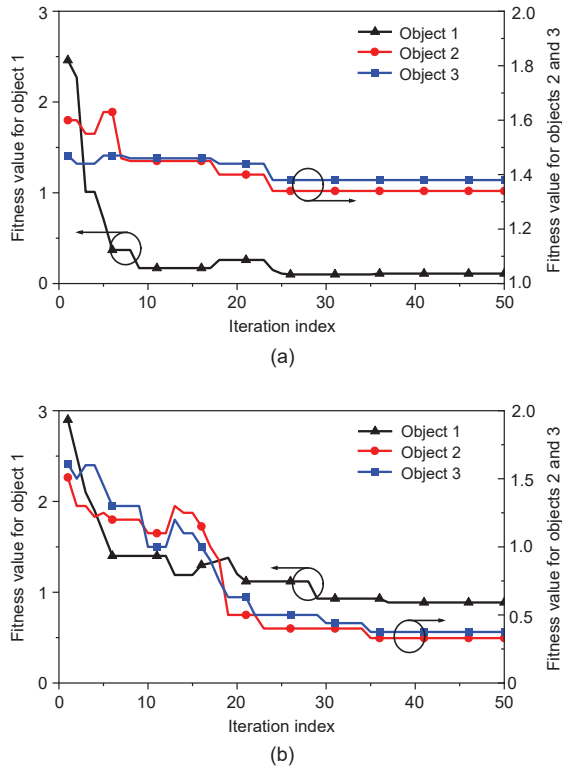 3
2
1
0
Fitness value for object 1
2.0
1.8
1.6
1.4
1.2
1.0
Fitness value for objects 2 and 3
Object 1
Object 2
Object 3
0 10 20 30 40 50
Iteration index
(a)
3
2
1
0
Fitness value for object 1
2.0
1.5
1.0
0.5
0
Fitness value for objects 2 and 3
Object 1
Object 2
Object 3
0 10 20 30 40 50
Iteration index
(b)